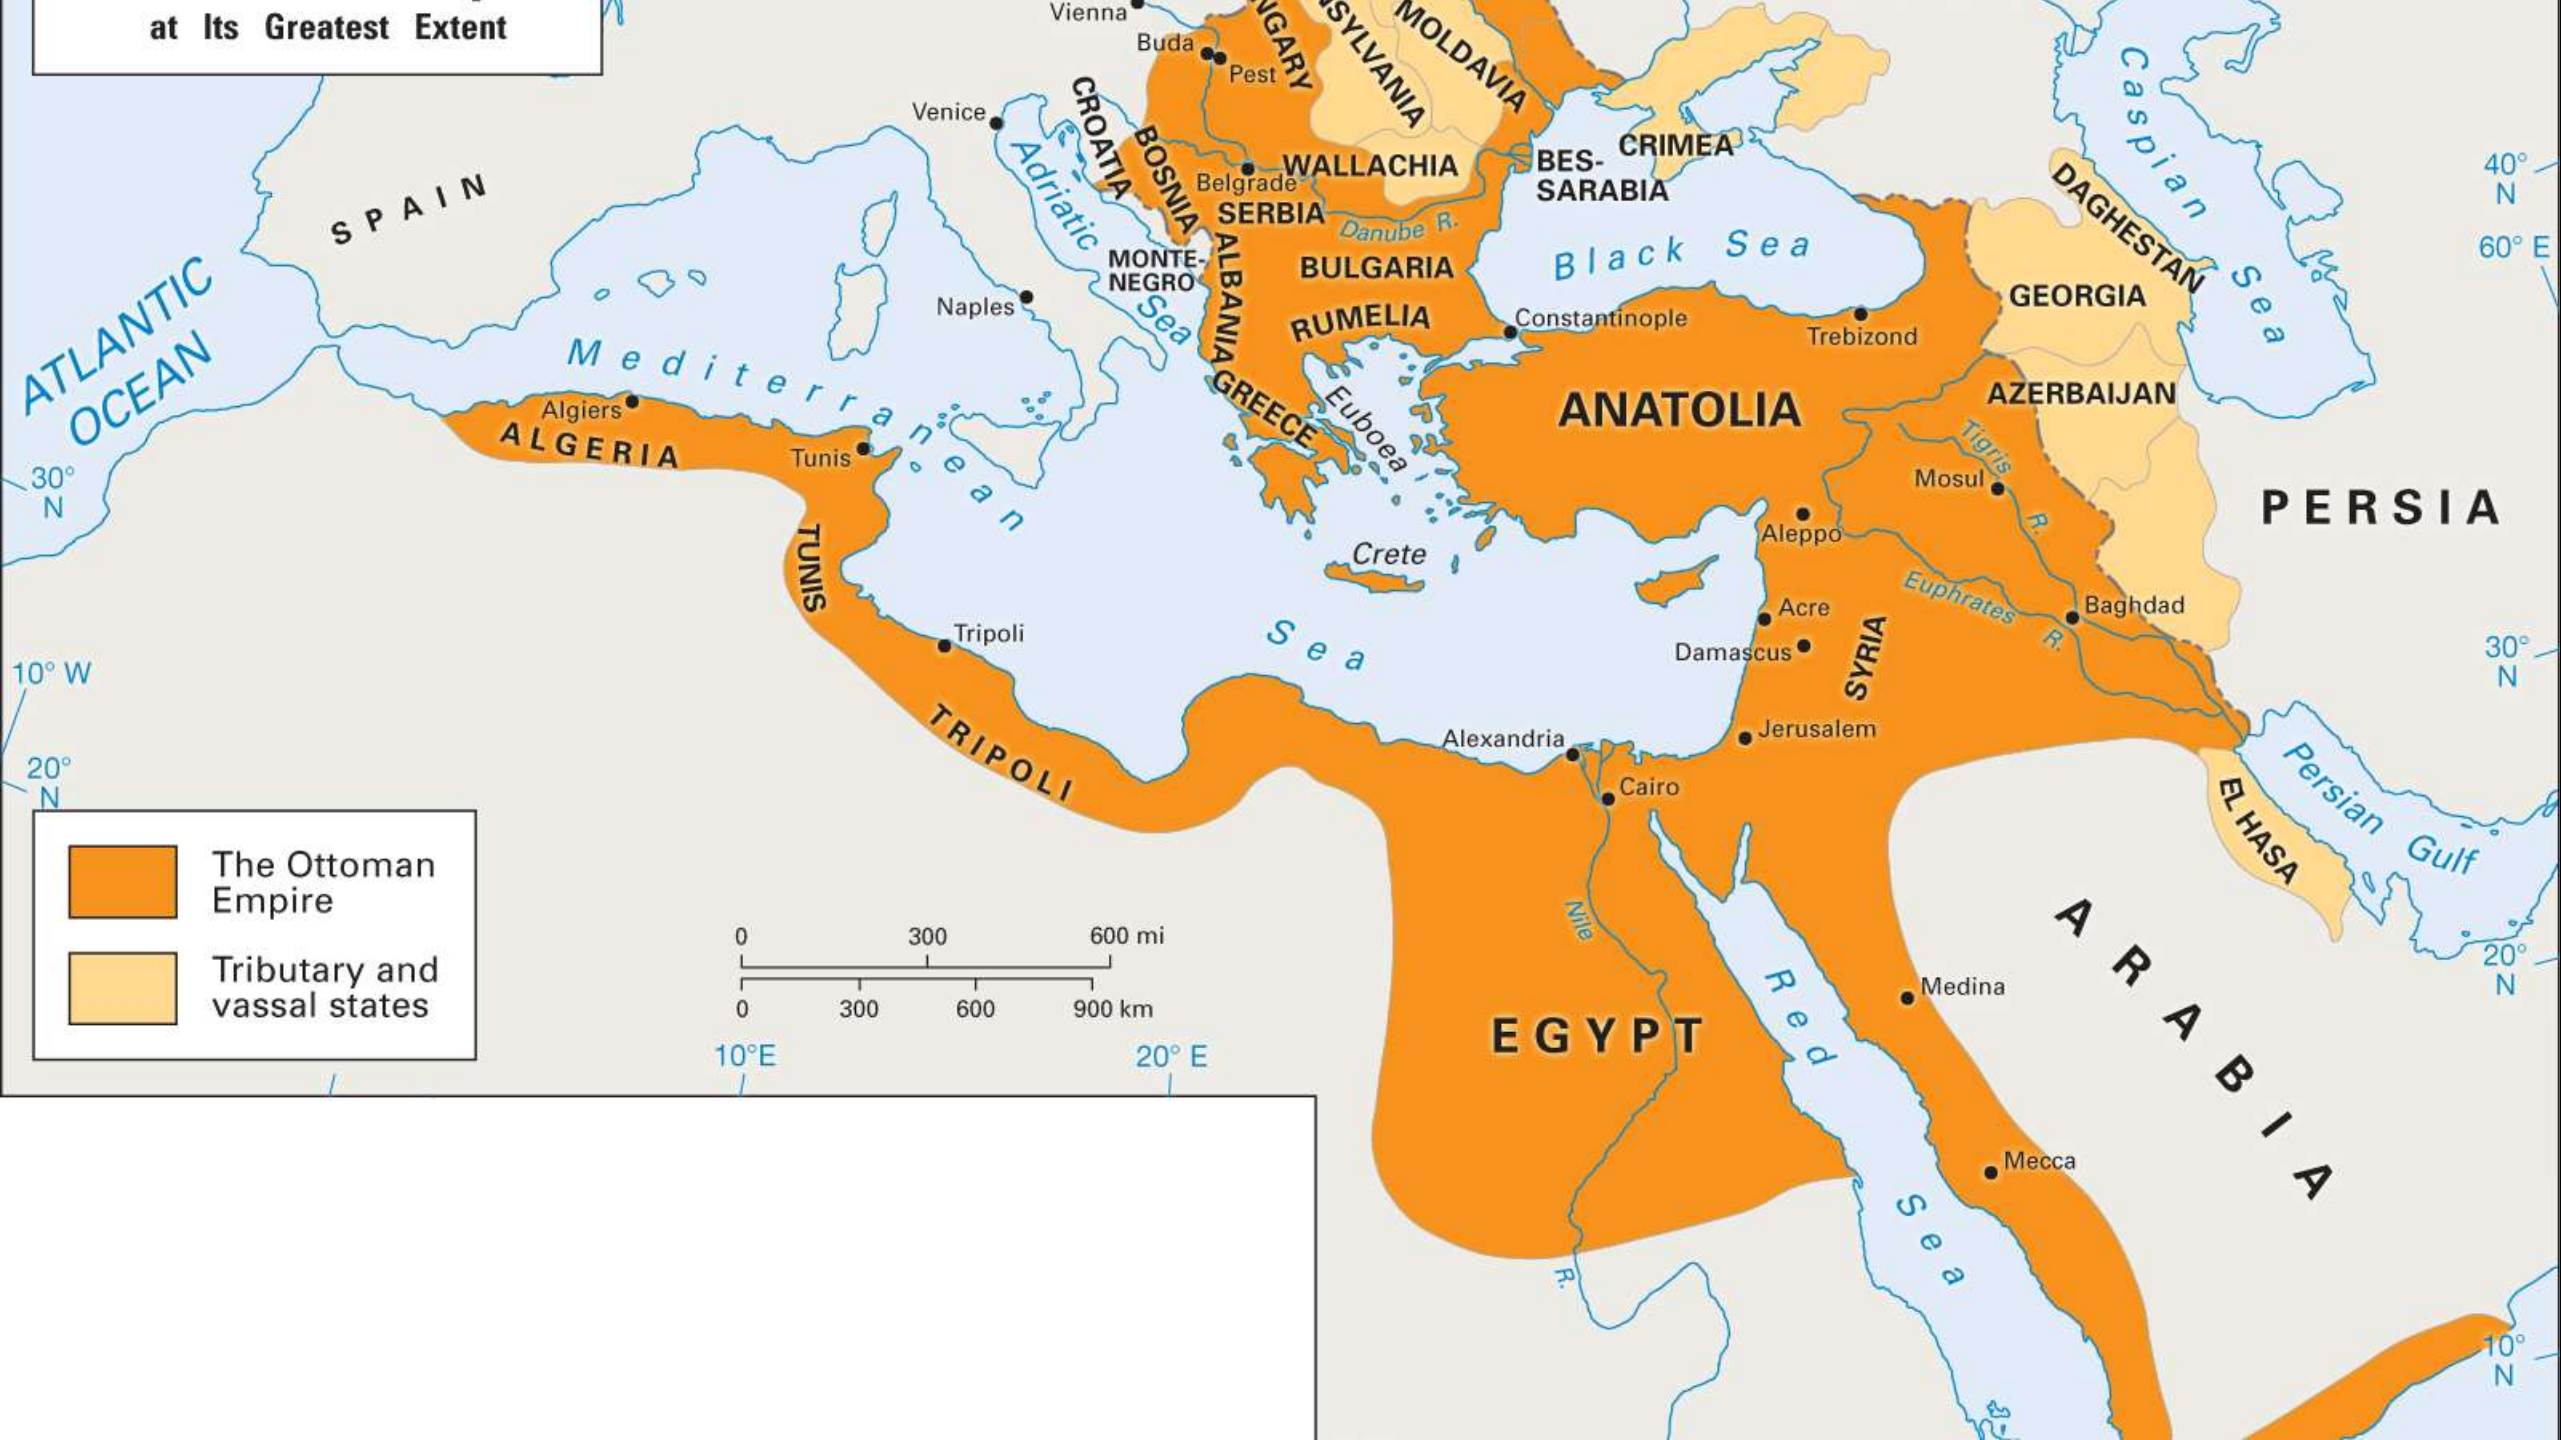 at Its Greatest Extent
Vienna
Buda
Pest
NGARY
NSYLVANIA
MOLDAVIA
Venice
CROATIA
BOSNIA
Adriatic
Sea
Belgrade
WALLACHIA
BES-
SARABIA
CRIMEA
Caspian
Sea
40°
N
60° E
DAGHESTAN
SPAIN
SERBIA
Danube R.
MONTE-
NEGRO
ALBANIA
BULGARIA
Black Sea
GEORGIA
Naples
RUMELIA
Constantinople
Trebizond
ATLANTIC
OCEAN
Mediterranean
Sea
Algiers
ALGERIA
Tunis
GREECE
Euboea
ANATOLIA
AZERBAIJAN
Tigris
R.
Mosul
PERSIA
30°
N
TUNIS
Aleppo
Crete
Euphrates
R.
Baghdad
Acre
Damascus
SYRIA
Tripoli
TRIPOLI
10° W
30°
N
Jerusalem
Alexandria
Cairo
20°
N
Persian Gulf
EL HASA
The Ottoman
Empire
Tributary and
vassal states
0 300 600 mi
0 300 600 900 km
10°E
20° E
Nile
R.
EGYPT
Red
Sea
Medina
Mecca
ARABIA
20°
N
10°
N